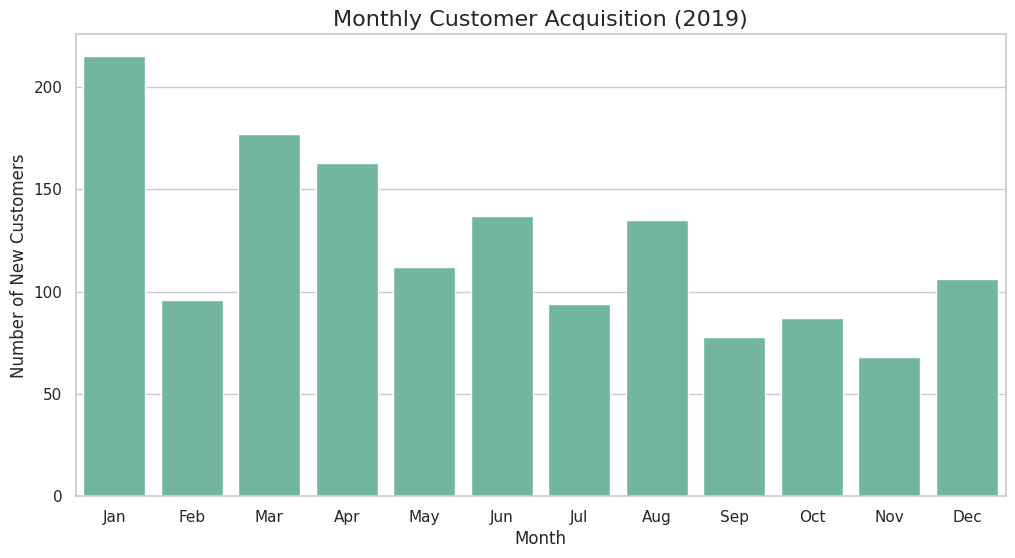 Monthly Customer Acquisition (2019)
Number of New Customers
200
150
100
50
0
Jan Feb Mar Apr May Jun Jul Aug Sep Oct Nov Dec
Month